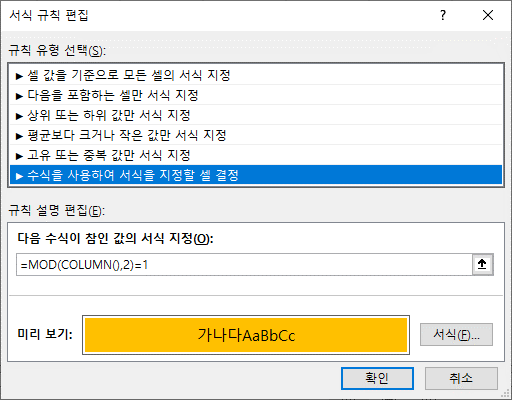 서식 규칙 편집
규칙 유형 선택(S):
► 셀 값을 기준으로 모든 셀의 서식 지정
► 다음을 포함하는 셀만 서식 지정
► 상위 또는 하위 값만 서식 지정
► 평균보다 크거나 작은 값만 서식 지정
► 고유 또는 중복 값만 서식 지정
► 수식을 사용하여 서식을 지정할 셀 결정
규칙 설명 편집(E):
다음 수식이 참인 값의 서식 지정(O):
=MOD(COLUMN(),2)=1
미리 보기: 가나다AaBbCc 서식(F)...
확인 취소